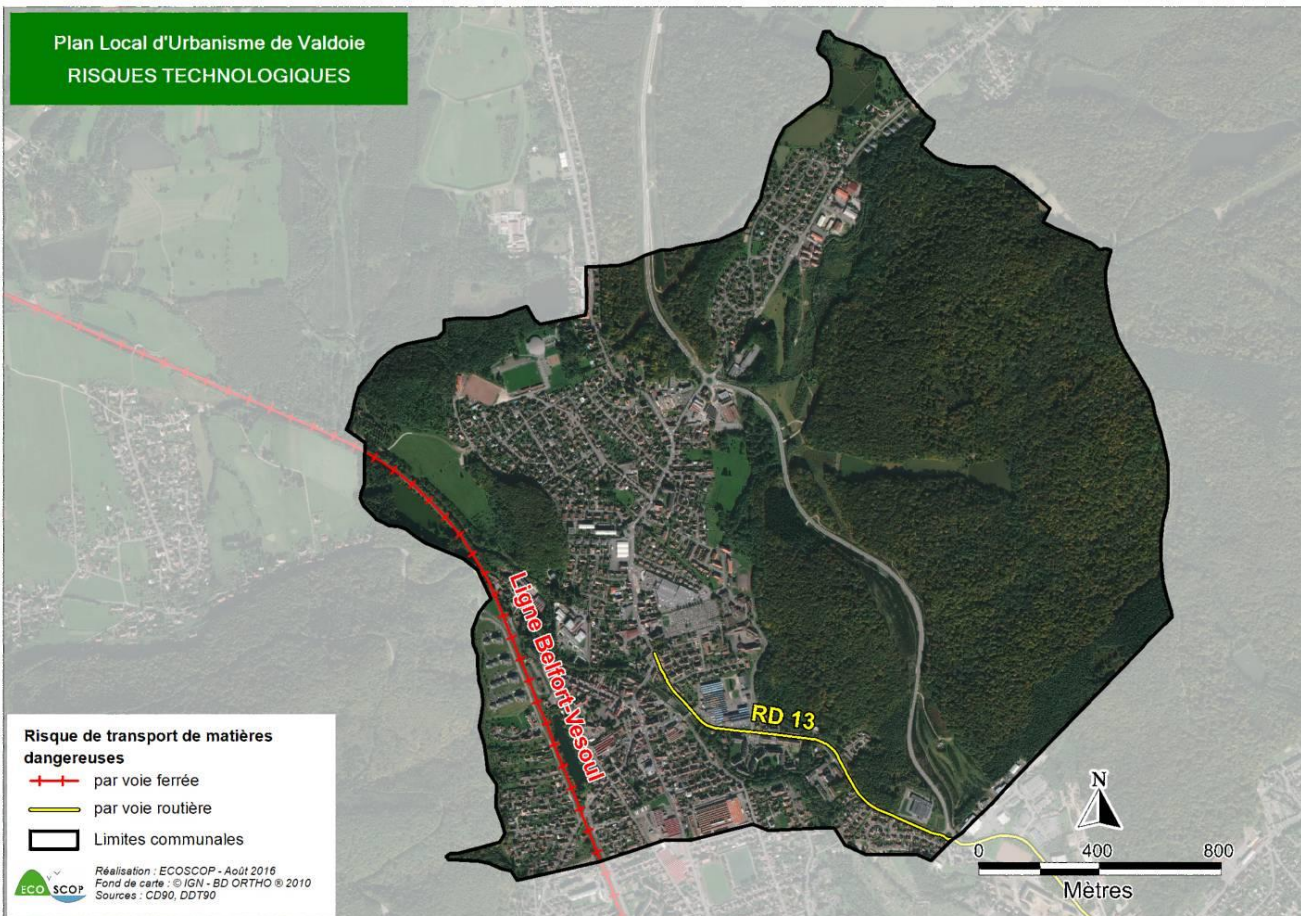 Plan Local d'Urbanisme de Valdoie
RISQUES TECHNOLOGIQUES
Ligne Belfort-Vesoul
RD 13
Risque de transport de matières
dangereuses
par voie ferrée
par voie routière
Limites communales
ECO SCOP
Réalisation : ECOSCOP - Août 2016
Fond de carte : © IGN - BD ORTHO ® 2010
Sources : CD90, DDT90
N
0 400 800
Mètres